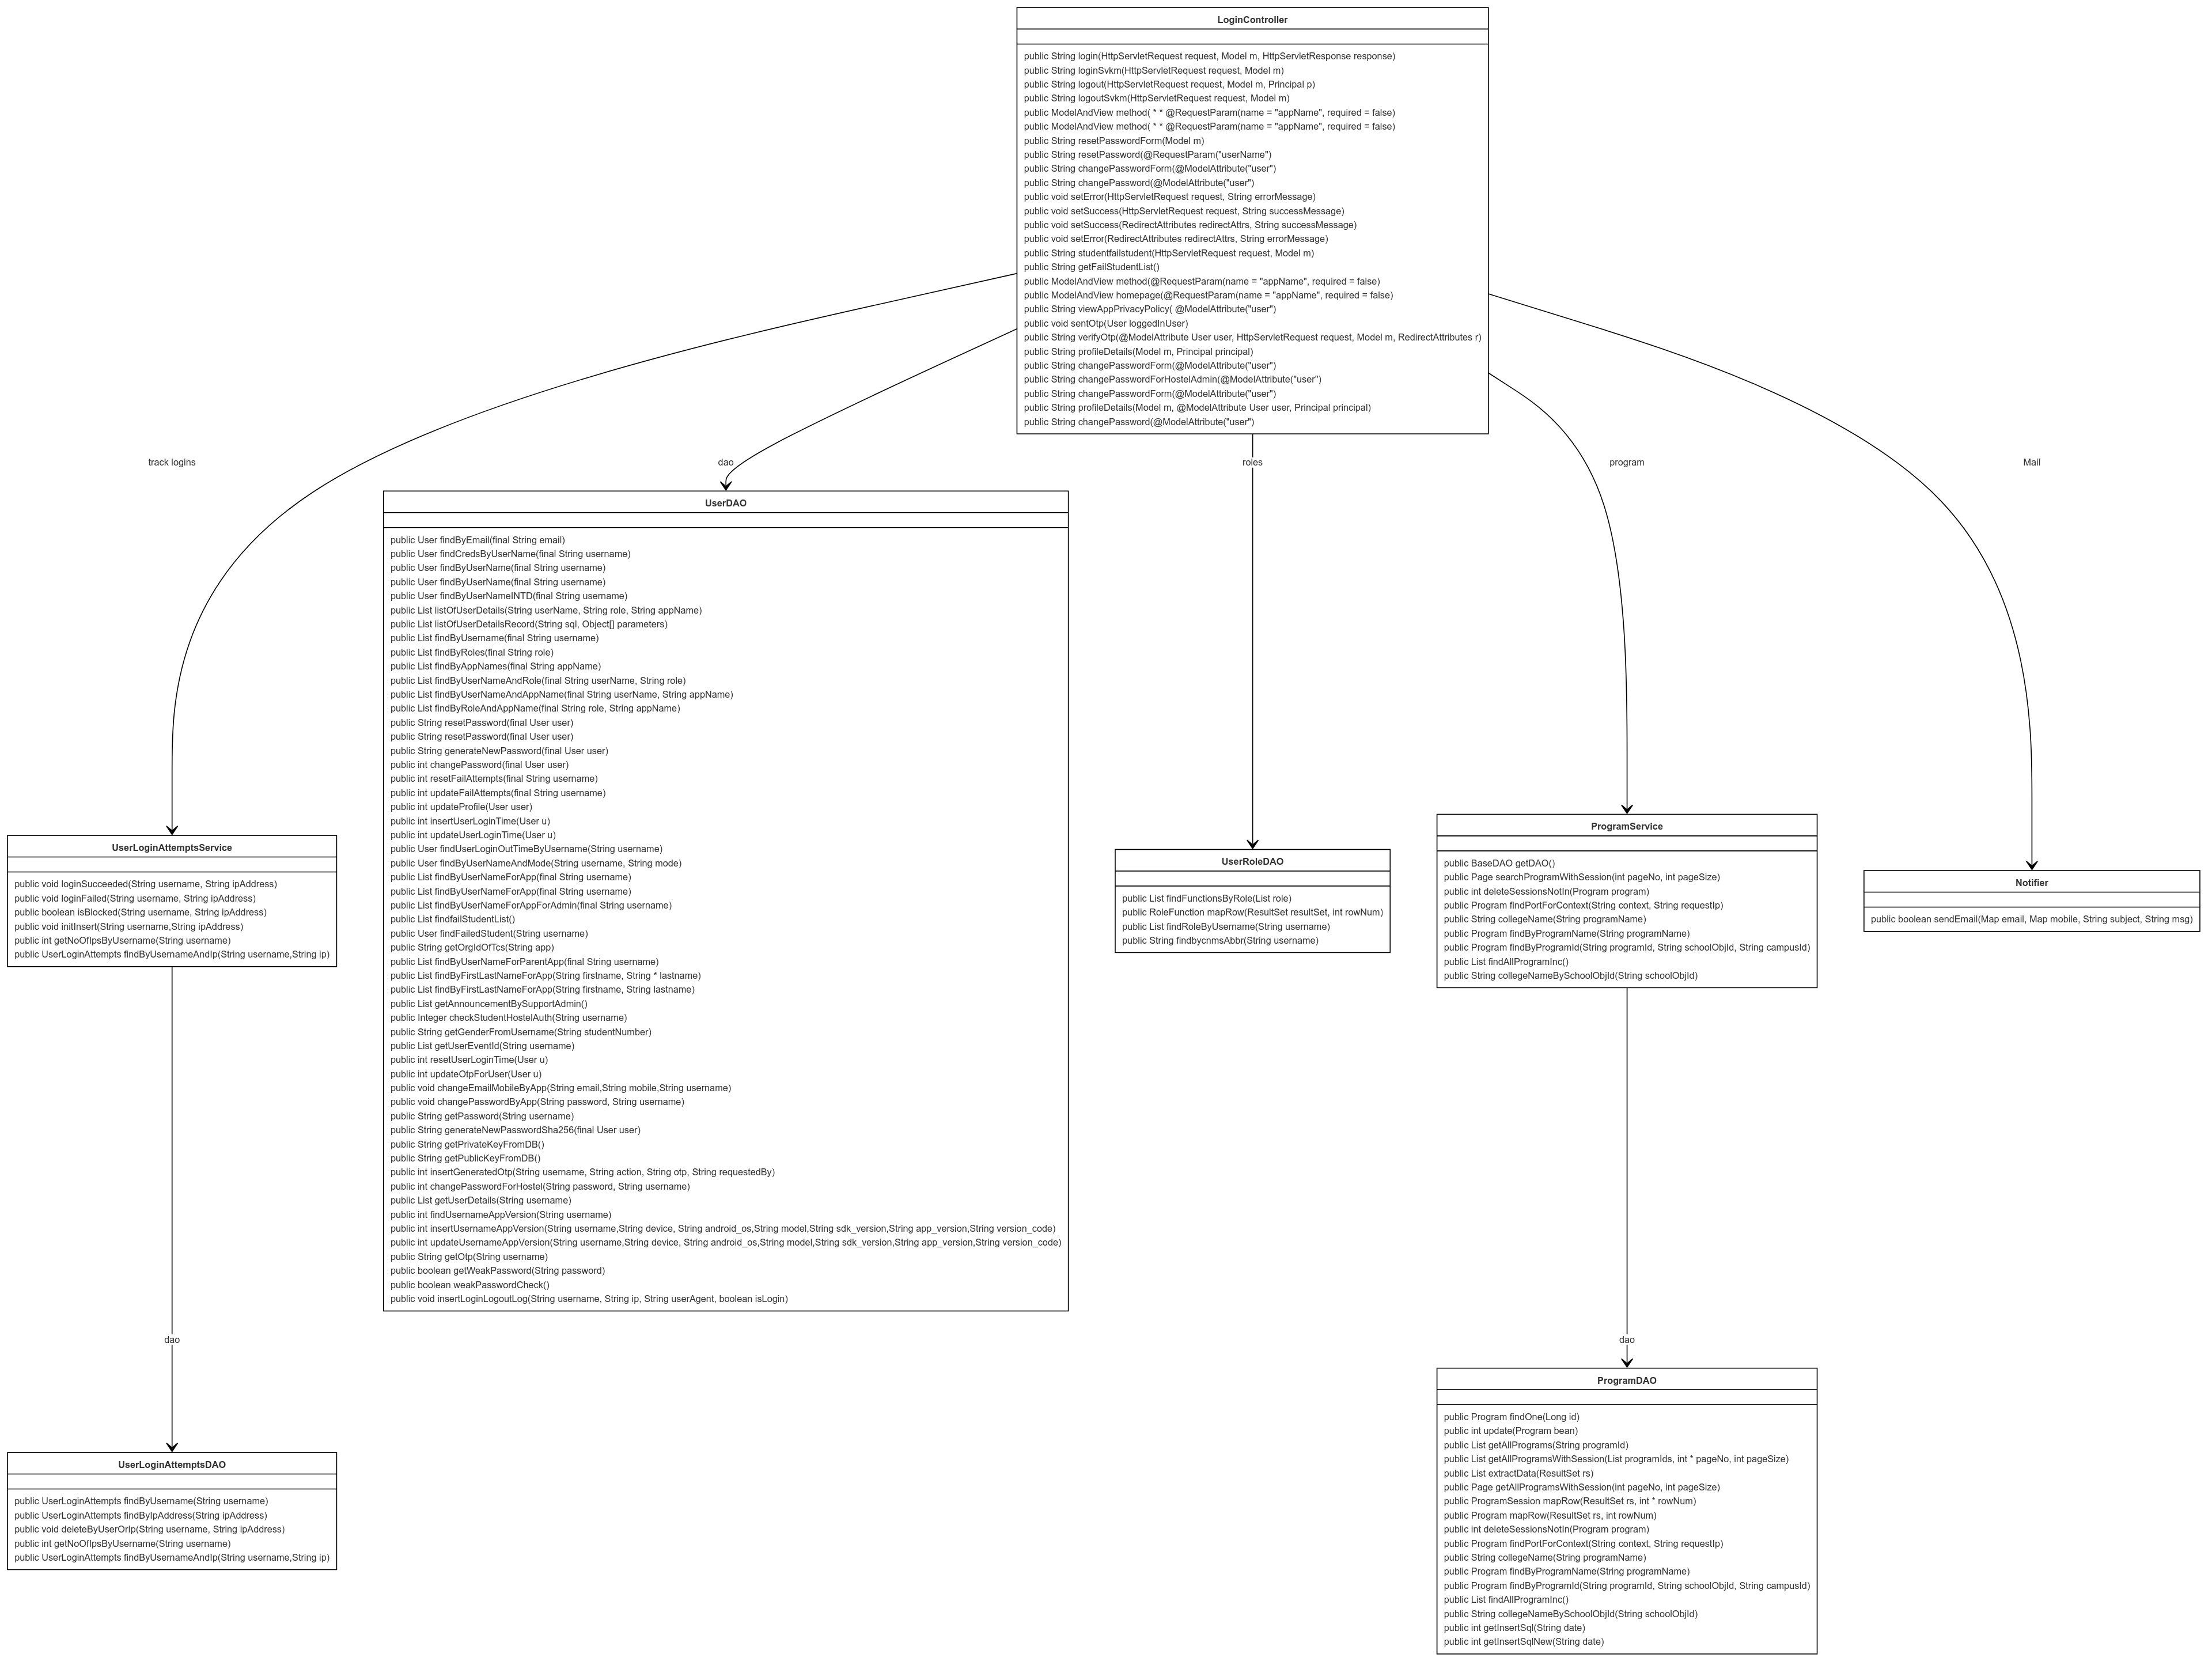 LoginController
public String login(HttpServletRequest request, Model m, HttpServletResponse response)
public String loginSvkm(HttpServletRequest request, Model m)
public String logout(HttpServletRequest request, Model m, Principal p)
public String logoutSvkm(HttpServletRequest request, Model m)
public ModelAndView method( * * @RequestParam(name = "appName", required = false)
public ModelAndView method( * * @RequestParam(name = "appName", required = false)
public String resetPasswordForm(Model m)
public String resetPassword(@RequestParam("userName")
public String changePasswordForm(@ModelAttribute("user")
public String changePassword(@ModelAttribute("user")
public void setError(HttpServletRequest request, String errorMessage)
public void setSuccess(HttpServletRequest request, String successMessage)
public void setSuccess(RedirectAttributes redirectAttrs, String successMessage)
public void setError(RedirectAttributes redirectAttrs, String errorMessage)
public String studentfailstudent(HttpServletRequest request, Model m)
public String getFailStudentList()
public ModelAndView method(@RequestParam(name = "appName", required = false)
public ModelAndView homepage(@RequestParam(name = "appName", required = false)
public String viewAppPrivacyPolicy( @ModelAttribute("user")
public void sentOtp(User loggedInUser)
public String verifyOtp(@ModelAttribute User user, HttpServletRequest request, Model m, RedirectAttributes r)
public String profileDetails(Model m, Principal principal)
public String changePasswordForm(@ModelAttribute("user")
public String changePasswordForHostelAdmin(@ModelAttribute("user")
public String changePasswordForm(@ModelAttribute("user")
public String profileDetails(Model m, @ModelAttribute User user, Principal principal)
public String changePassword(@ModelAttribute("user")
track logins
dao
roles
program
Mail
UserDAO
public User findByEmail(final String email)
public User findCredsByUserName(final String username)
public User findByUserName(final String username)
public User findByUserName(final String username)
public User findByUserNameINTD(final String username)
public List listOfUserDetails(String userName, String role, String appName)
public List listOfUserDetailsRecord(String sql, Object[] parameters)
public List findByUsername(final String username)
public List findByRoles(final String role)
public List findByAppNames(final String appName)
public List findByUserNameAndRole(final String userName, String role)
public List findByUserNameAndAppName(final String userName, String appName)
public List findByRoleAndAppName(final String role, String appName)
public String resetPassword(final User user)
public String resetPassword(final User user)
public String generateNewPassword(final User user)
public int changePassword(final User user)
public int resetFailAttempts(final String username)
public int updateFailAttempts(final String username)
public int updateProfile(User user)
public int insertUserLoginTime(User u)
public int updateUserLoginTime(User u)
public User findUserLoginOutTimeByUsername(String username)
public User findByUserNameAndMode(String username, String mode)
public List findByUserNameForApp(final String username)
public List findByUserNameForApp(final String username)
public List findByUserNameForAppForAdmin(final String username)
public List findfailStudentList()
public User findFailedStudent(String username)
public String getOrgIdOfTcs(String app)
public List findByUserNameForParentApp(final String username)
public List findByFirstLastNameForApp(String firstname, String * lastname)
public List findByFirstLastNameForApp(String firstname, String lastname)
public List getAnnouncementBySupportAdmin()
public Integer checkStudentHostelAuth(String username)
public String getGenderFromUsername(String studentNumber)
public List getUserEventId(String username)
public int resetUserLoginTime(User u)
public int updateOtpForUser(User u)
public void changeEmailMobileByApp(String email,String mobile,String username)
public void changePasswordByApp(String password, String username)
public String getPassword(String username)
public String generateNewPasswordSha256(final User user)
public String getPrivateKeyFromDB()
public String getPublicKeyFromDB()
public int insertGeneratedOtp(String username, String action, String otp, String requestedBy)
public int changePasswordForHostel(String password, String username)
public List getUserDetails(String username)
public int findUsernameAppVersion(String username)
public int insertUsernameAppVersion(String username,String device, String android_os,String model,String sdk_version,String app_version,String version_code)
public int updateUsernameAppVersion(String username,String device, String android_os,String model,String sdk_version,String app_version,String version_code)
public String getOtp(String username)
public boolean getWeakPassword(String password)
public boolean weakPasswordCheck()
public void insertLoginLogoutLog(String username, String ip, String userAgent, boolean isLogin)
UserLoginAttemptsService
public void loginSucceeded(String username, String ipAddress)
public void loginFailed(String username, String ipAddress)
public boolean isBlocked(String username, String ipAddress)
public void initInsert(String username,String ipAddress)
public int getNoOfIpsByUsername(String username)
public UserLoginAttempts findByUsernameAndIp(String username,String ip)
UserRoleDAO
public List findFunctionsByRole(List role)
public RoleFunction mapRow(ResultSet resultSet, int rowNum)
public List findRoleByUsername(String username)
public String findbycnmsAbbr(String username)
ProgramService
public BaseDAO getDAO()
public Page searchProgramWithSession(int pageNo, int pageSize)
public int deleteSessionsNotIn(Program program)
public Program findPortForContext(String context, String requestIp)
public String collegeName(String programName)
public Program findByProgramName(String programName)
public Program findByProgramId(String programId, String schoolObjId, String campusId)
public List findAllProgramInc()
public String collegeNameBySchoolObjId(String schoolObjId)
Notifier
public boolean sendEmail(Map email, Map mobile, String subject, String msg)
dao
dao
UserLoginAttemptsDAO
public UserLoginAttempts findByUsername(String username)
public UserLoginAttempts findByIpAddress(String ipAddress)
public void deleteByUserOrIp(String username, String ipAddress)
public int getNoOfIpsByUsername(String username)
public UserLoginAttempts findByUsernameAndIp(String username,String ip)
ProgramDAO
public Program findOne(Long id)
public int update(Program bean)
public List getAllPrograms(String programId)
public List getAllProgramsWithSession(List programIds, int * pageNo, int pageSize)
public List extractData(ResultSet rs)
public Page getAllProgramsWithSession(int pageNo, int pageSize)
public ProgramSession mapRow(ResultSet rs, int * rowNum)
public Program mapRow(ResultSet rs, int rowNum)
public int deleteSessionsNotIn(Program program)
public Program findPortForContext(String context, String requestIp)
public String collegeName(String programName)
public Program findByProgramName(String programName)
public Program findByProgramId(String programId, String schoolObjId, String campusId)
public List findAllProgramInc()
public String collegeNameBySchoolObjId(String schoolObjId)
public int getInsertSql(String date)
public int getInsertSqlNew(String date)